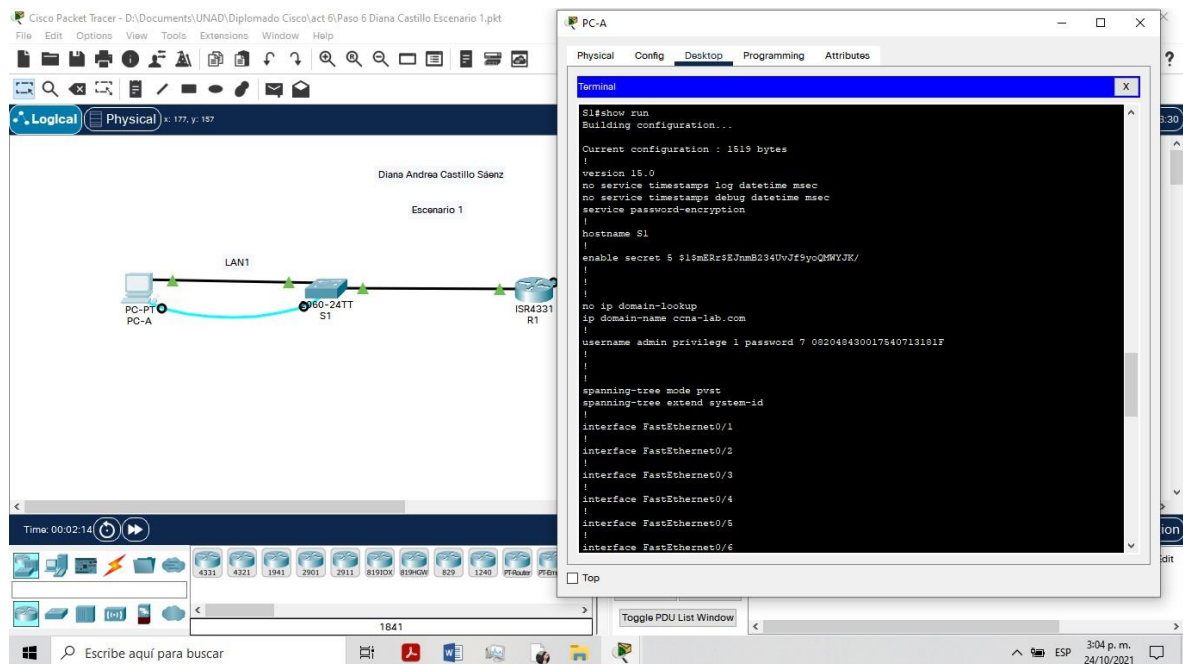 Cisco Packet Tracer - D:\Documents\UNAD\Diplomado Cisco\act 6\Paso 6 Diana Castillo Escenario 1.pkt
File Edit Options View Tools Extensions Window Help
Logical Physical x: 177, y: 157
Diana Andrea Castillo Sáenz
Escenario 1
LAN1
PC-PT
PC-A
2960-24TT
S1
ISR4331
R1
Time: 00:02:14
4331 4321 1941 2901 2911 819IOX 819HGW 829 1240 PT-Router
1841
PC-A
Physical Config Desktop Programming Attributes
Terminal
X
S1#show run
Building configuration...
Current configuration : 1519 bytes
!
version 15.0
no service timestamps log datetime msec
no service timestamps debug datetime msec
service password-encryption
!
hostname S1
!
enable secret 5 $1$mERr$EJnmB234UvJf9yoQMWYJK/
!
!
!
no ip domain-lookup
ip domain-name ccna-lab.com
!
username admin privilege 1 password 7 082048430017540713181F
!
!
!
spanning-tree mode pvst
spanning-tree extend system-id
!
interface FastEthernet0/1
!
interface FastEthernet0/2
!
interface FastEthernet0/3
!
interface FastEthernet0/4
!
interface FastEthernet0/5
!
interface FastEthernet0/6
Top
Toggle PDU List Window
?
3:30
ion
dit
Escribe aquí para buscar
ESP
3:04 p. m.
24/10/2021